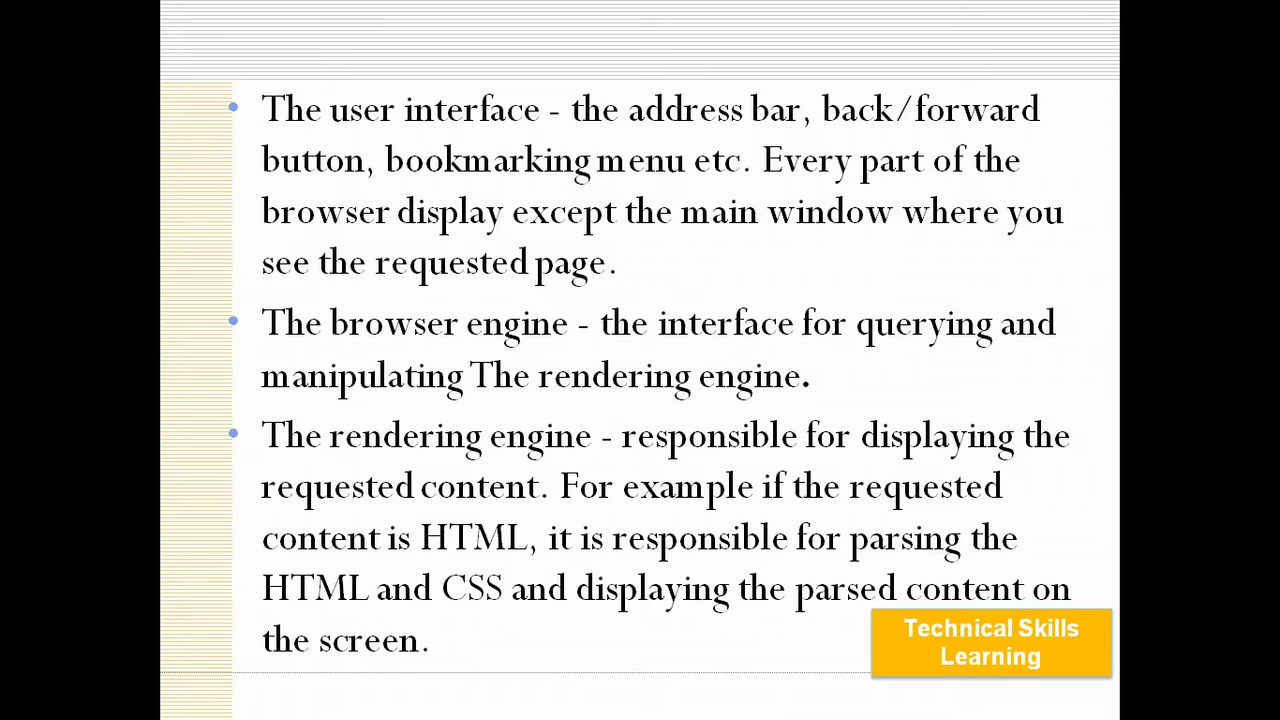 The user interface - the address bar, back/forward
button, bookmarking menu etc. Every part of the
browser display except the main window where you
see the requested page.
The browser engine - the interface for querying and
manipulating The rendering engine.
The rendering engine - responsible for displaying the
requested content. For example if the requested
content is HTML, it is responsible for parsing the
HTML and CSS and displaying the parsed content on
the screen.
Technical Skills
Learning